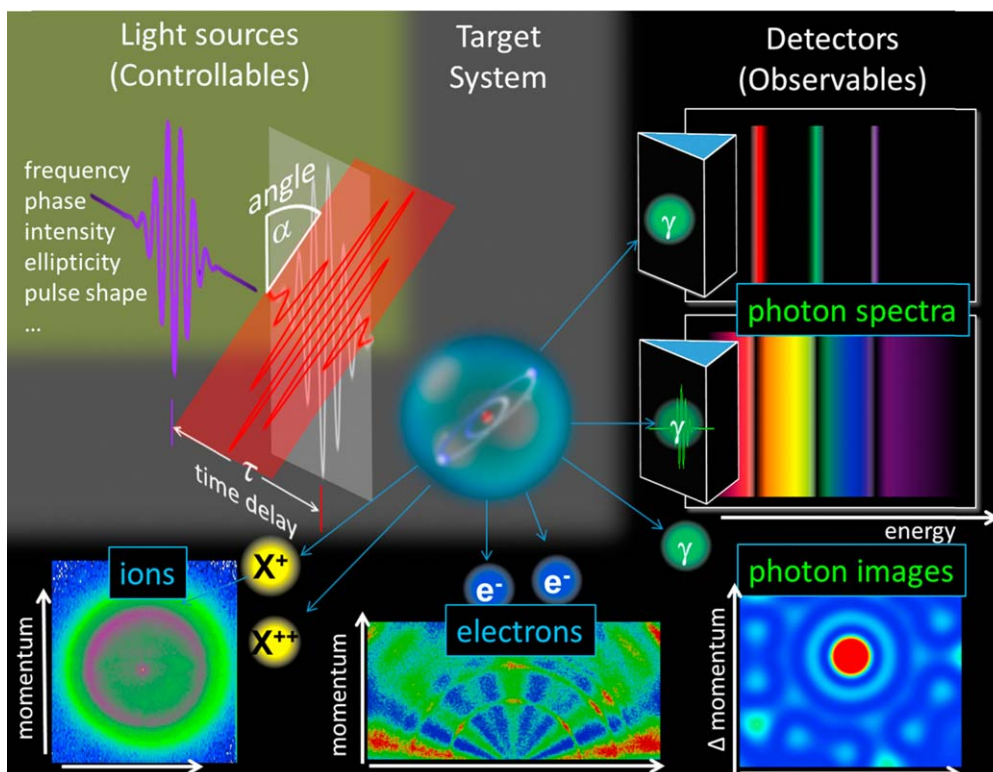 Light sources
(Controllables)
Target
System
Detectors
(Observables)
frequency
phase
intensity
ellipticity
pulse shape
...
angle
α
τ
time delay
γ
photon spectra
γ
energy
γ
ions
X+
X++
momentum
e-
e-
electrons
momentum
photon images
Δ momentum